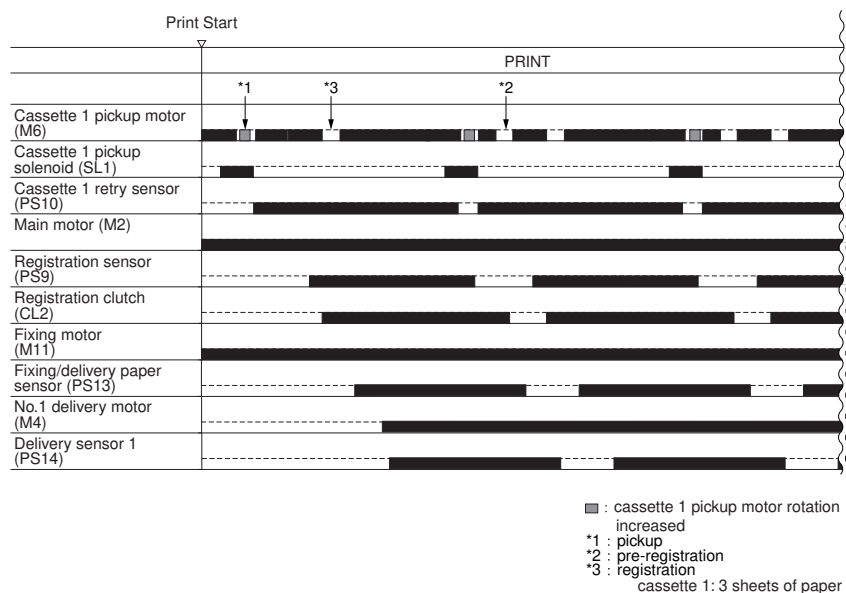 Print Start
PRINT
*1 *3 *2
Cassette 1 pickup motor
(M6)
Cassette 1 pickup
solenoid (SL1)
Cassette 1 retry sensor
(PS10)
Main motor (M2)
Registration sensor
(PS9)
Registration clutch
(CL2)
Fixing motor
(M11)
Fixing/delivery paper
sensor (PS13)
No.1 delivery motor
(M4)
Delivery sensor 1
(PS14)
: cassette 1 pickup motor rotation
increased
*1 : pickup
*2 : pre-registration
*3 : registration
cassette 1: 3 sheets of paper